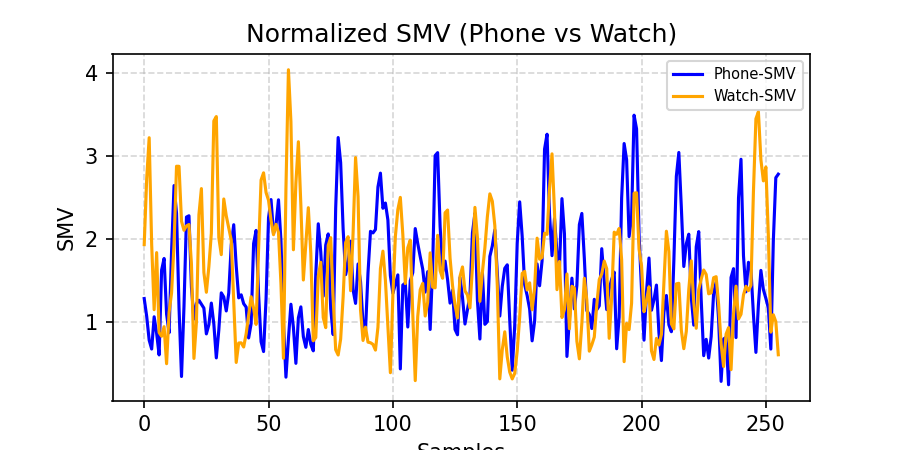 Normalized SMV (Phone vs Watch)
Phone-SMV
Watch-SMV
SMV
4
3
2
1
0 50 100 150 200 250
Samples